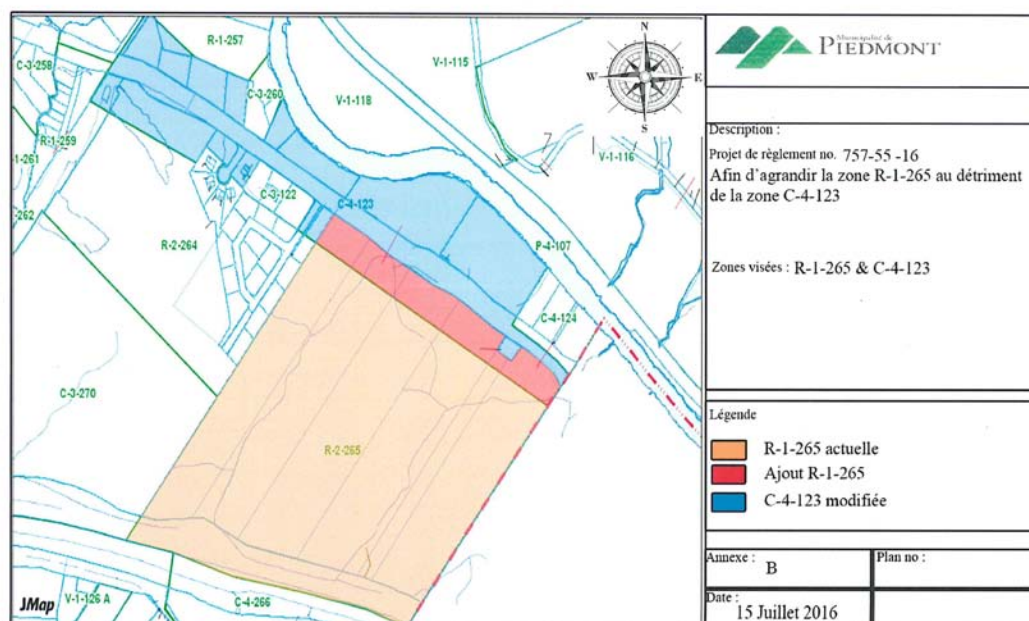 R-1-257
C-3-258
C-3-260
V-1-115
V-1-118
N
W
E
S
R-1-259
V-1-116
1-261
C-3-122
C-4-123
-262
R-2-264
P-4-107
C-4-124
C-3-270
R-2-265
V-1-126 A
C-4-266
JMap
Municipalité de
PIEDMONT
Description :
Projet de règlement no. 757-55 -16
Afin d'agrandir la zone R-1-265 au détriment
de la zone C-4-123
Zones visées : R-1-265 & C-4-123
Légende
R-1-265 actuelle
Ajout R-1-265
C-4-123 modifiée
Annexe :
B
Plan no :
Date :
15 Juillet 2016